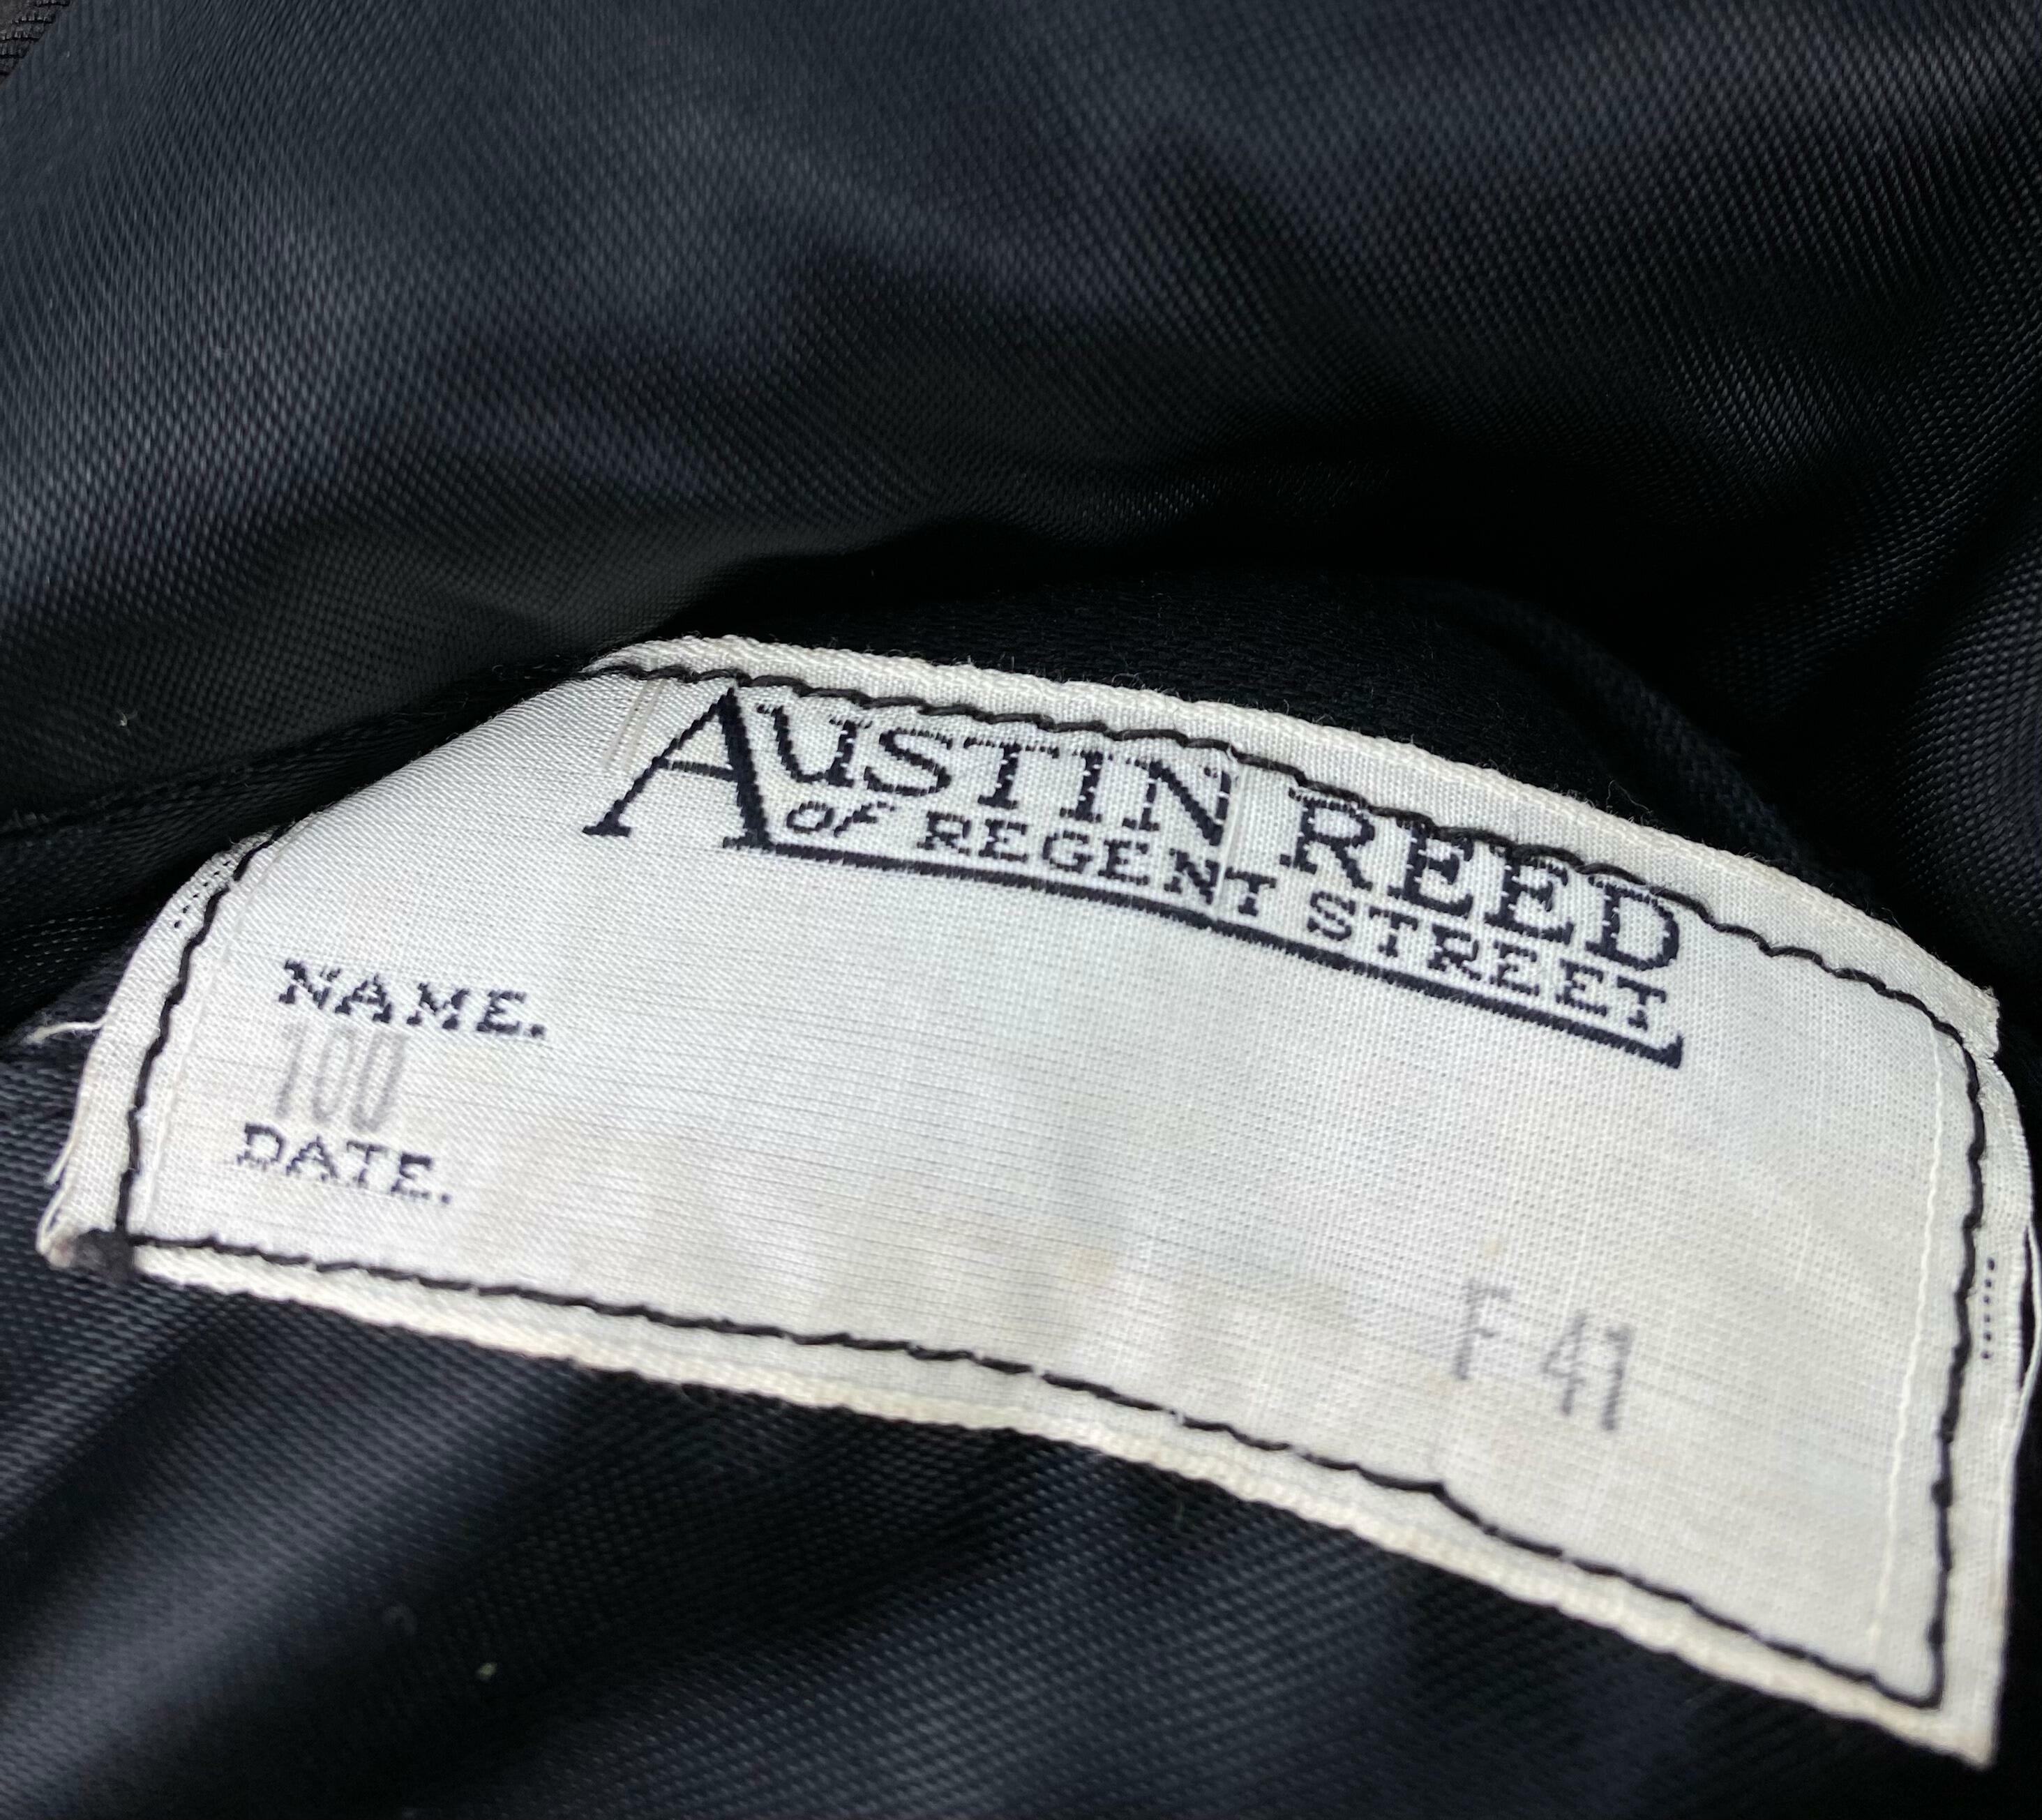 AUSTIN REED
OF REGENT STREET
NAME.
100
DATE.
F 41